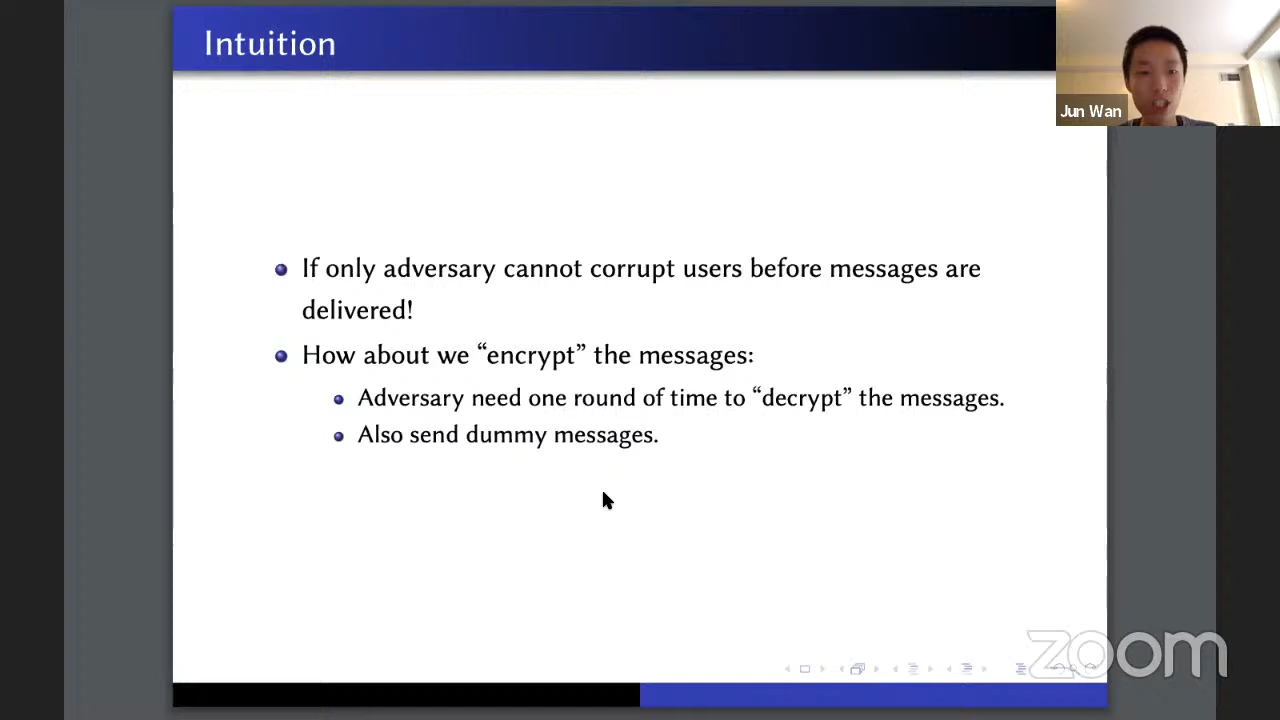 Intuition
Jun Wan
If only adversary cannot corrupt users before messages are
delivered!
How about we “encrypt” the messages:
Adversary need one round of time to “decrypt” the messages.
Also send dummy messages.
zoom